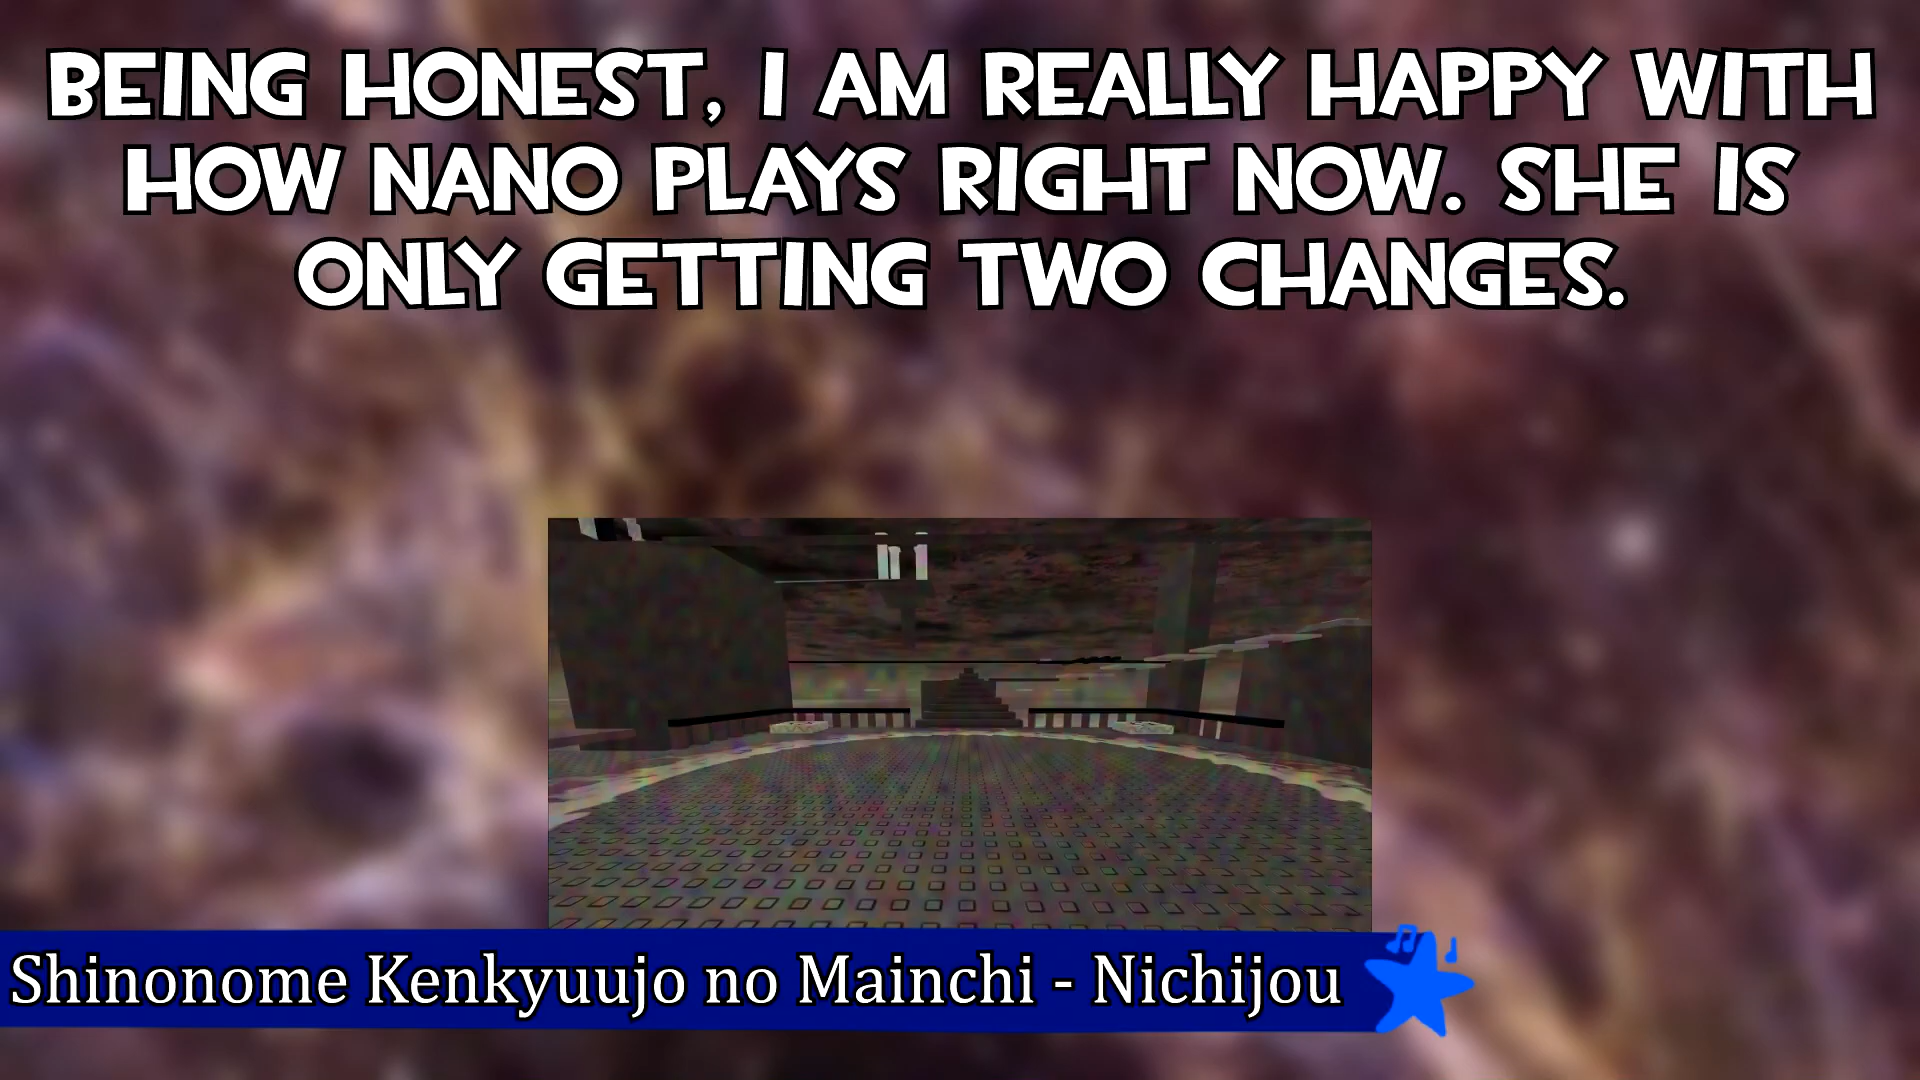 BEING HONEST, I AM REALLY HAPPY WITH
HOW NANO PLAYS RIGHT NOW. SHE IS
ONLY GETTING TWO CHANGES.
Shinonome Kenkyuujo no Mainchi - Nichijou